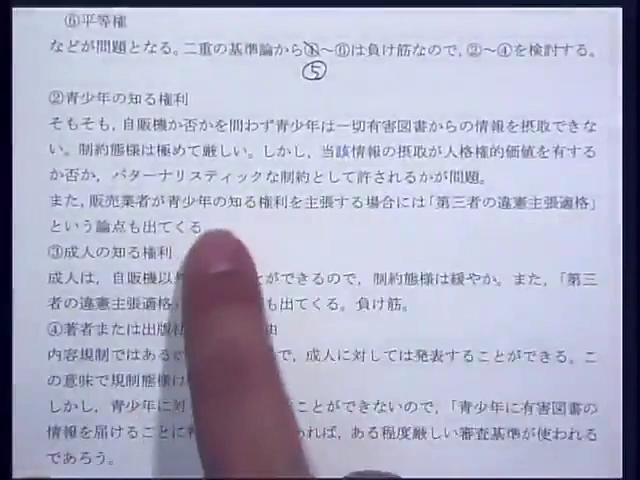 ⑥平等権
などが問題となる。二重の基準論から①～⑥は負け筋なので，②～④を検討する。
⑤
②青少年の知る権利
そもそも，自販機か否かを問わず青少年は一切有害図書からの情報を摂取できな
い。制約態様は極めて厳しい。しかし，当該情報の摂取が人格権的価値を有する
か否か，パターナリスティックな制約として許されるかが問題。
また，販売業者が青少年の知る権利を主張する場合には「第三者の違憲主張適格」
という論点も出てくる。
③成人の知る権利
成人は，自販機以 とができるので，制約態様は緩やか。また，「第三
者の違憲主張適格 も出てくる。負け筋。
④著者または出版社 由
内容規制ではある で，成人に対しては発表することができる。こ
の意味で規制態様は
しかし，青少年に対 ことができないので，「青少年に有害図書の
情報を届けることに あれば，ある程度厳しい審査基準が使われる
であろう。